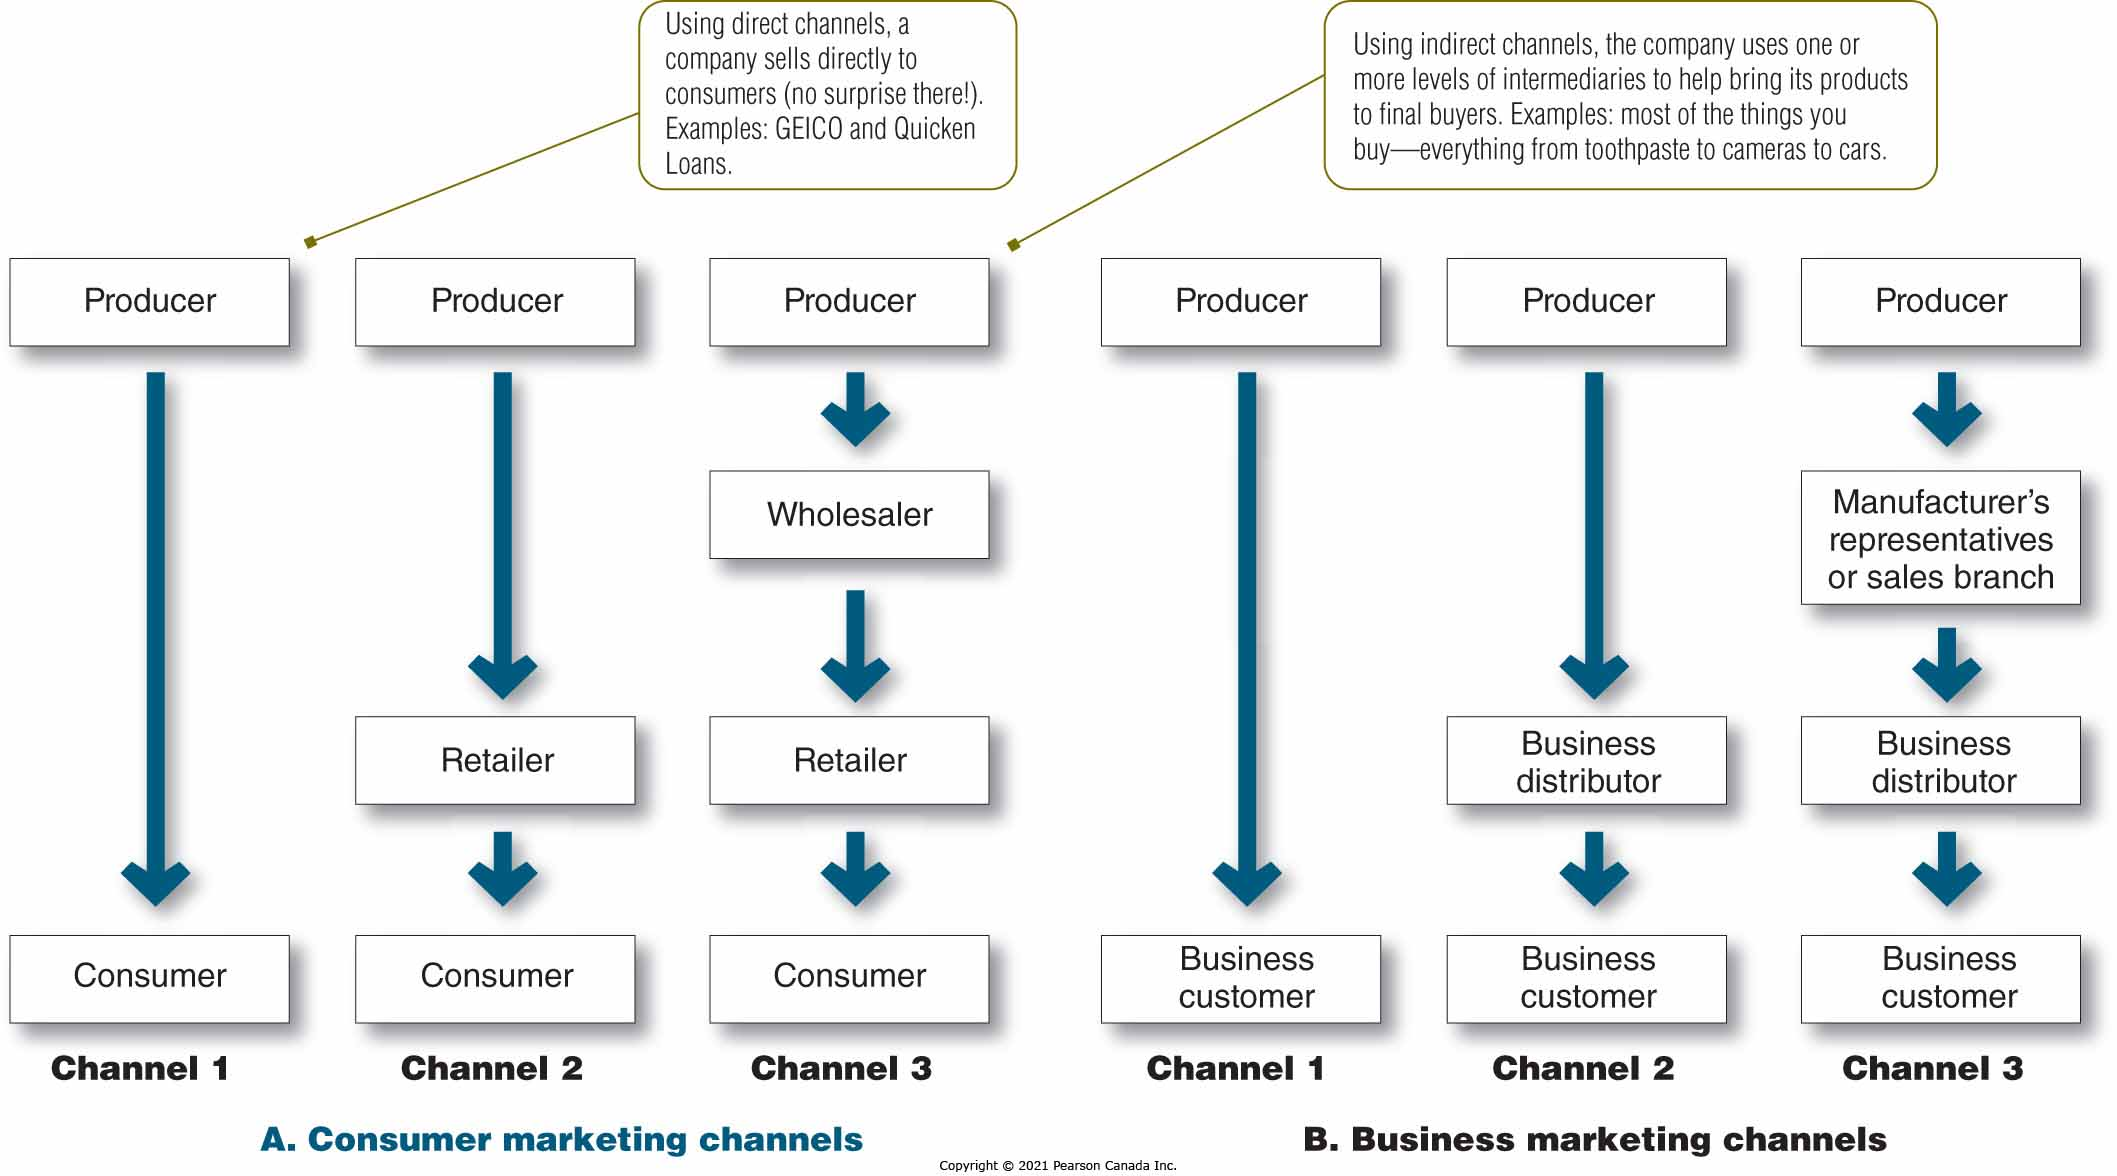 Using direct channels, a
company sells directly to
consumers (no surprise there!).
Examples: GEICO and Quicken
Loans.
Using indirect channels, the company uses one or
more levels of intermediaries to help bring its products
to final buyers. Examples: most of the things you
buy—everything from toothpaste to cameras to cars.
Producer
Consumer
Channel 1
Producer
Retailer
Consumer
Channel 2
Producer
Wholesaler
Retailer
Consumer
Channel 3
A. Consumer marketing channels
Producer
Business
customer
Channel 1
Producer
Business
distributor
Business
customer
Channel 2
Producer
Manufacturer’s
representatives
or sales branch
Business
distributor
Business
customer
Channel 3
B. Business marketing channels
Copyright © 2021 Pearson Canada Inc.